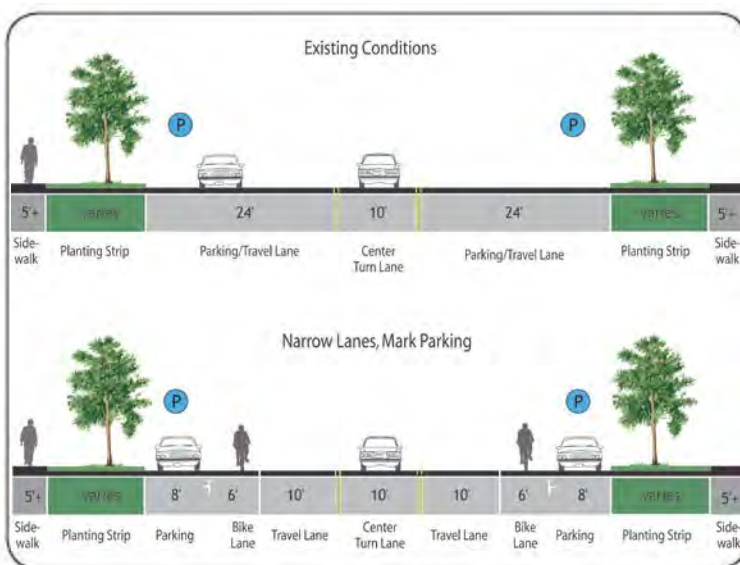 Existing Conditions
P P
5'+ varies 24' 10' 24' varies 5'+
Side-
walk
Planting Strip
Parking/Travel Lane
Center
Turn Lane
Parking/Travel Lane
Planting Strip
Side-
walk
Narrow Lanes, Mark Parking
P P
5'+ varies 8' 6' 10' 10' 10' 6' 8' varies 5'+
Side-
walk
Planting Strip
Parking
Bike
Lane
Travel Lane
Center
Turn Lane
Travel Lane
Bike
Lane
Parking
Planting Strip
Side-
walk